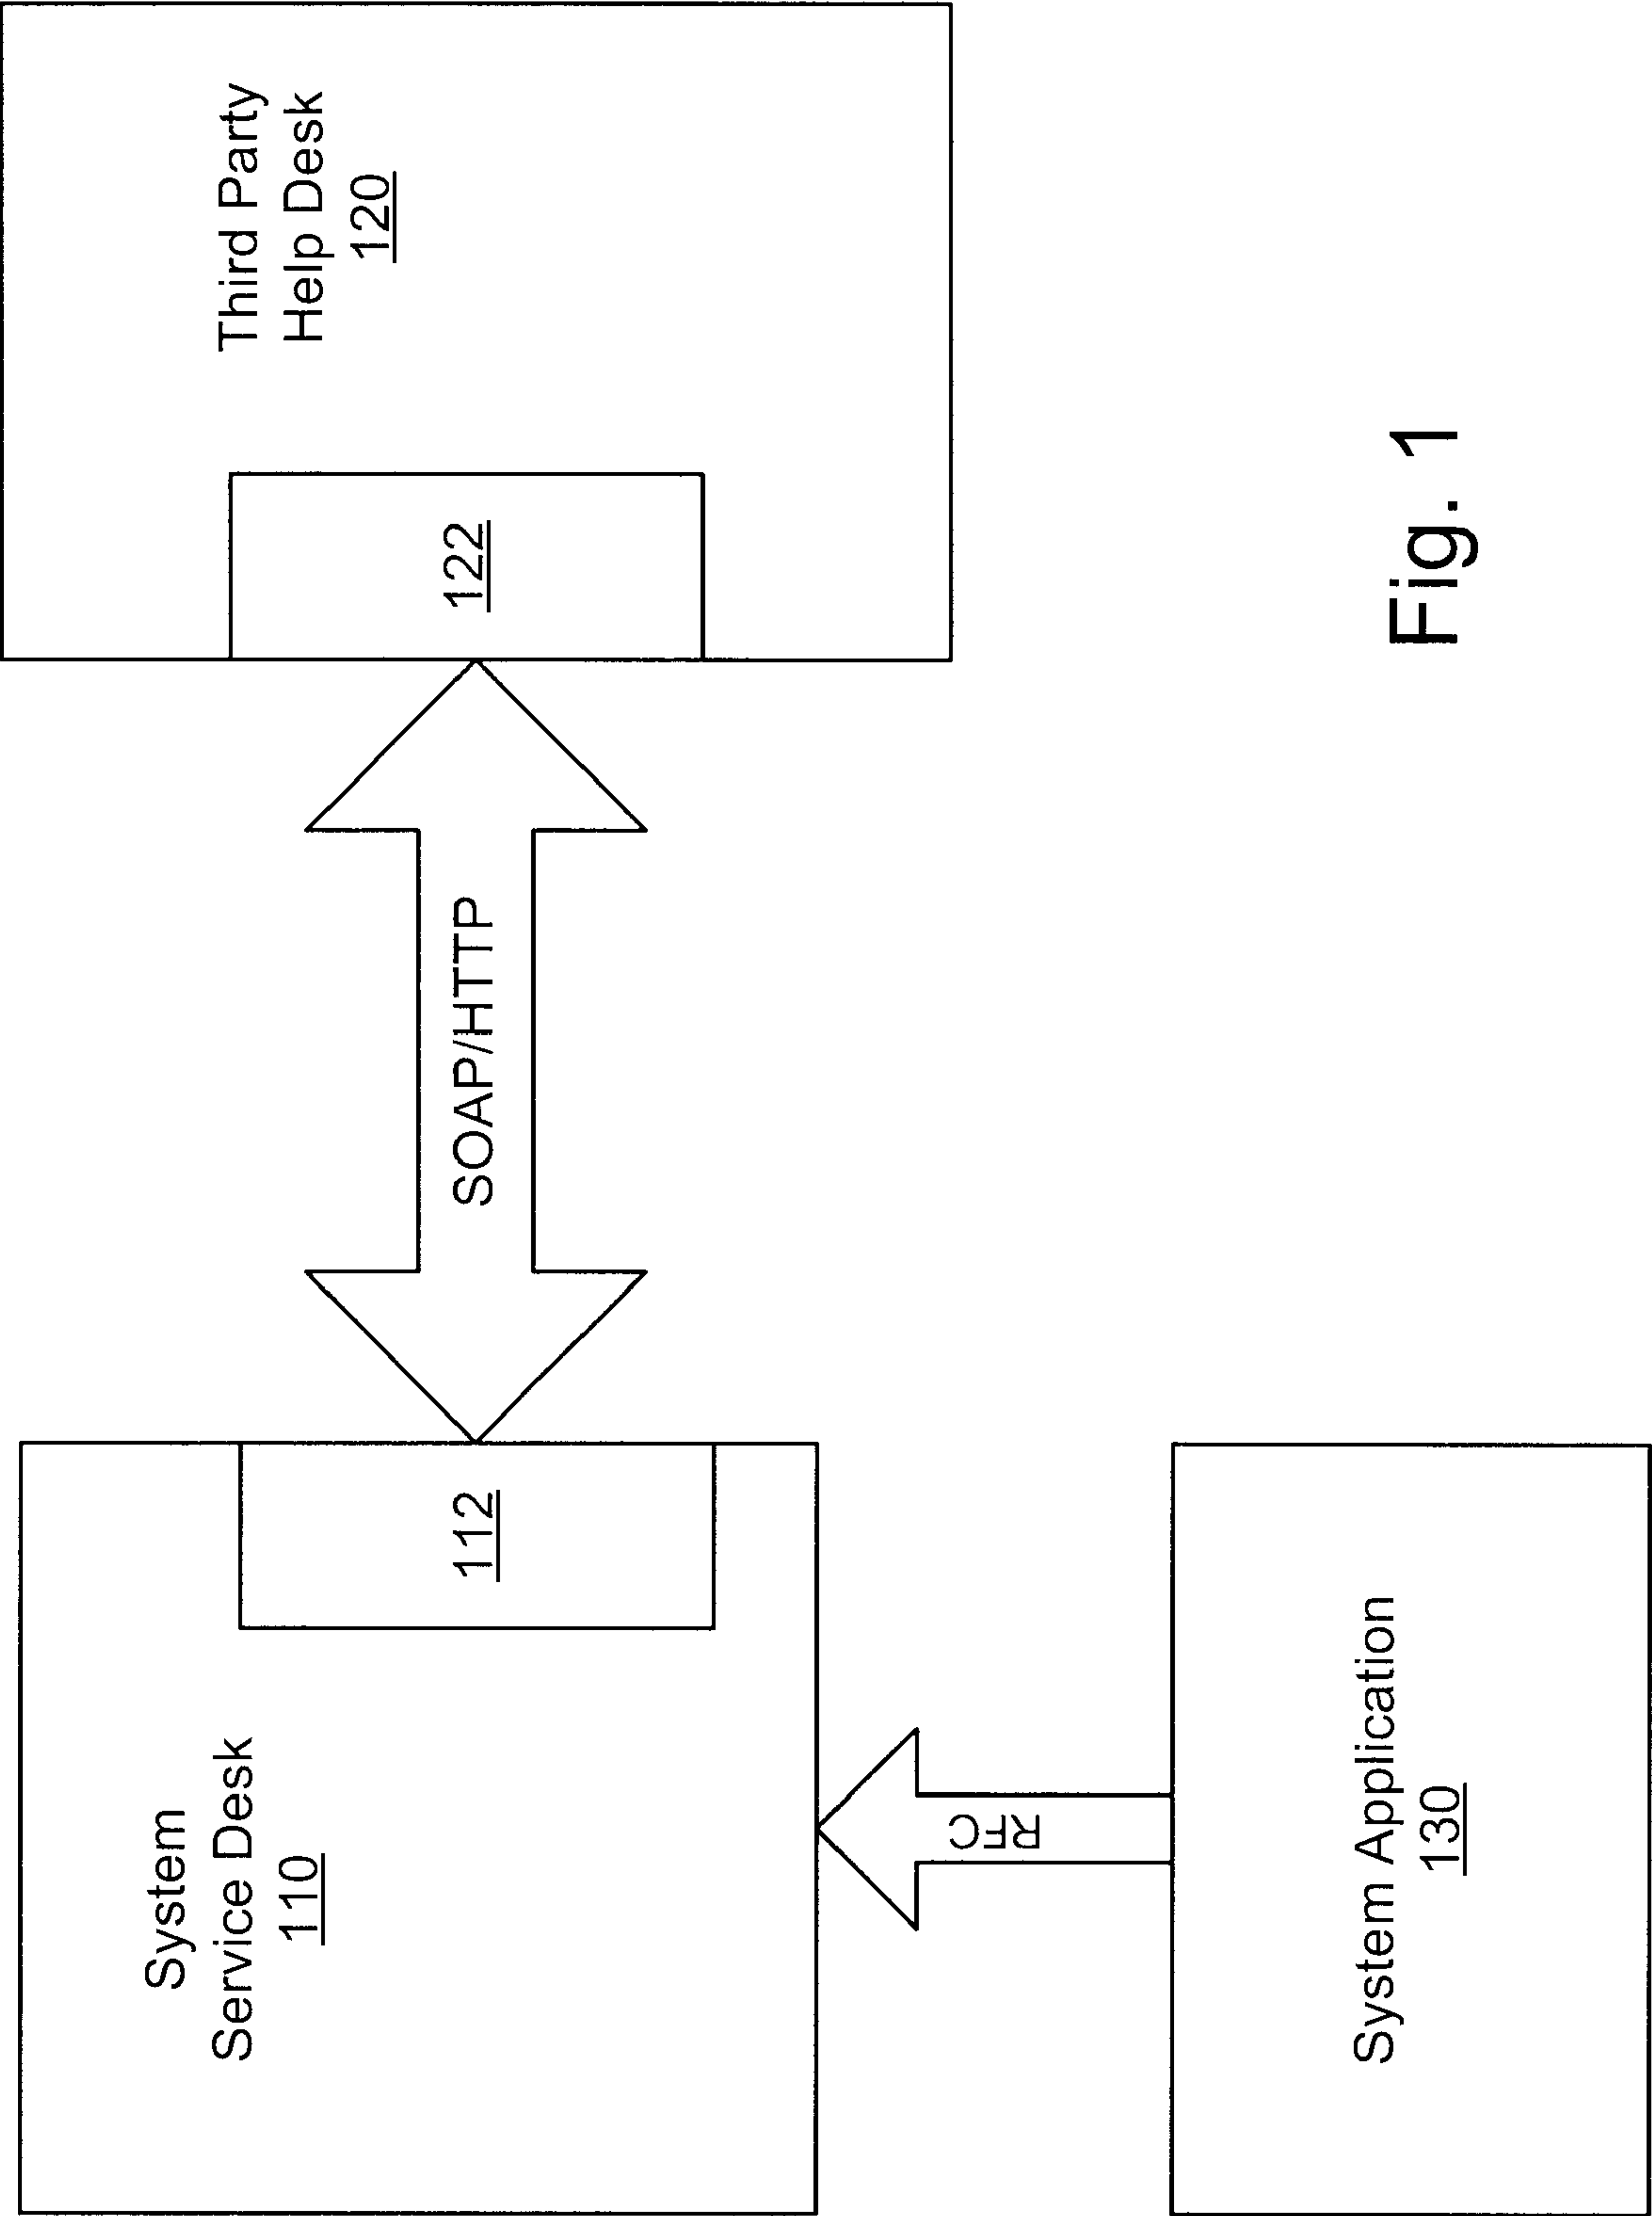 System
Service Desk
110
112
SOAP/HTTP
Third Party
Help Desk
120
122
RFC
System Application
130
Fig. 1